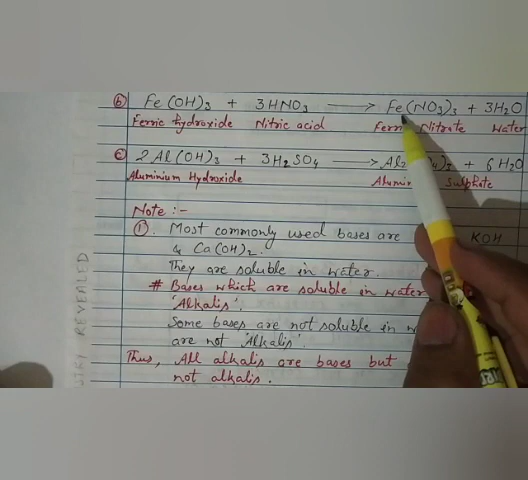 (b) Fe(OH)3 + 3HNO3 ⟶ Fe(NO3)3 + 3H2O
Ferric hydroxide Nitric acid Nitrate Water
(c) 2Al(OH)3 + 3H2SO4 ⟶ Al2 + 6H2O
Aluminium Hydroxide Sulphate
Note :-
(1). Most commonly used bases are KOH
& Ca(OH)2.
They are soluble in water.
# Bases which are soluble in water
'Alkalis'.
Some bases are not soluble in
are not 'Alkalis'.
Thus, All alkalis are bases but
not alkalis.
REVEALED